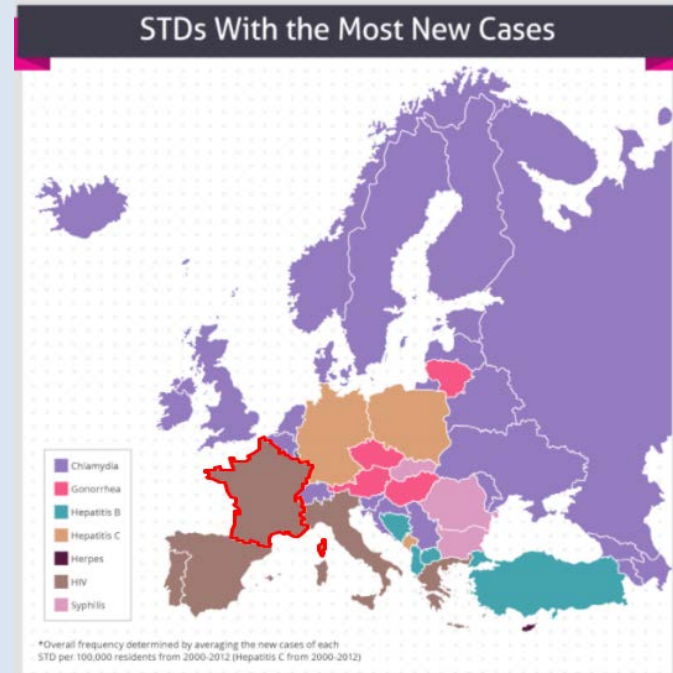 STDs With the Most New Cases
Chlamydia
Gonorrhea
Hepatitis B
Hepatitis C
Herpes
HIV
Syphilis
*Overall frequency determined by averaging the new cases of each
STD per 100,000 residents from 2000-2012 (Hepatitis C from 2000-2012)